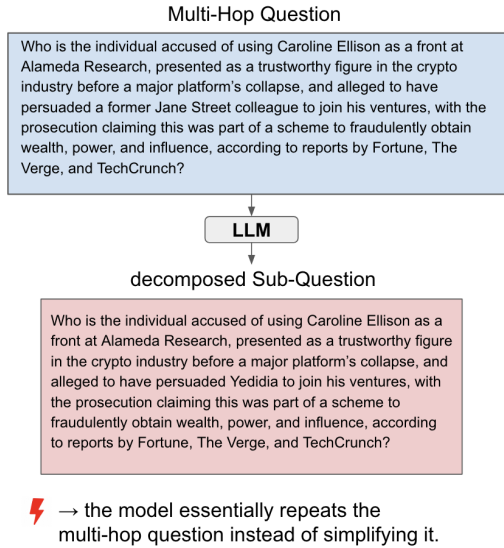 Multi-Hop Question
Who is the individual accused of using Caroline Ellison as a front at
Alameda Research, presented as a trustworthy figure in the crypto
industry before a major platform's collapse, and alleged to have
persuaded a former Jane Street colleague to join his ventures, with the
prosecution claiming this was part of a scheme to fraudulently obtain
wealth, power, and influence, according to reports by Fortune, The
Verge, and TechCrunch?
LLM
decomposed Sub-Question
Who is the individual accused of using Caroline Ellison as a
front at Alameda Research, presented as a trustworthy figure
in the crypto industry before a major platform's collapse, and
alleged to have persuaded Yedidia to join his ventures, with
the prosecution claiming this was part of a scheme to
fraudulently obtain wealth, power, and influence, according
to reports by Fortune, The Verge, and TechCrunch?
→ the model essentially repeats the
multi-hop question instead of simplifying it.